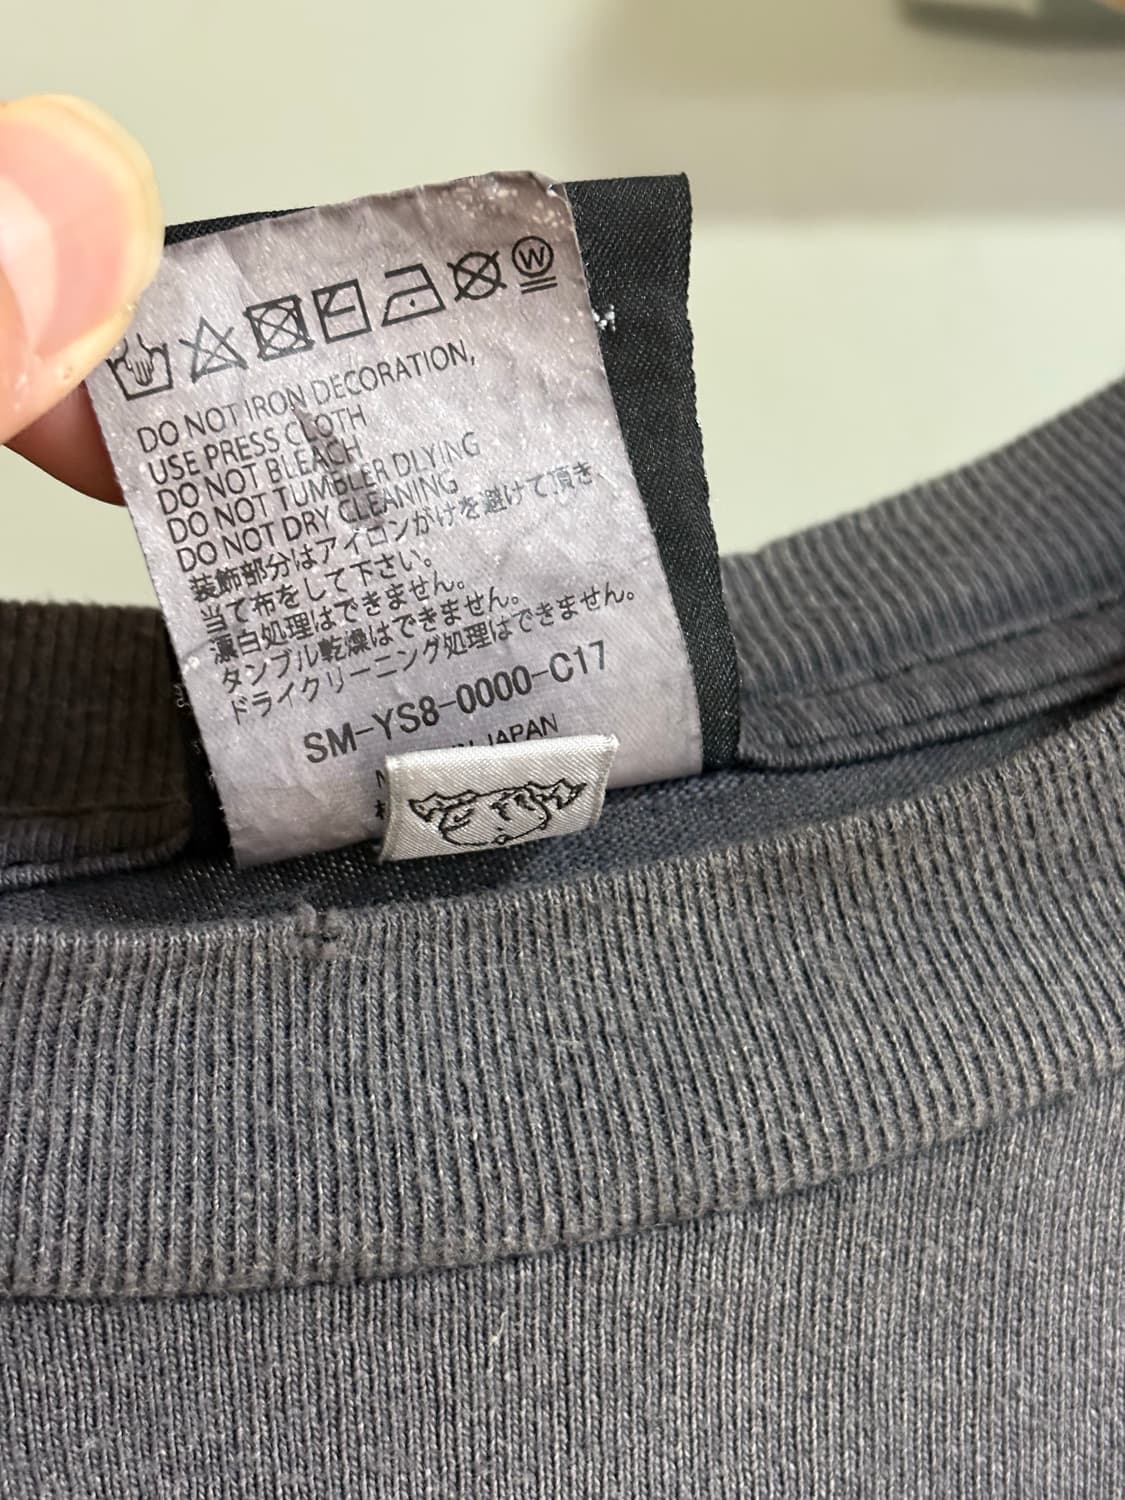 W
DO NOT IRON DECORATION,
USE PRESS CLOTH
DO NOT BLEACH
DO NOT TUMBLER DLYING
DO NOT DRY CLEANING
装飾部分はアイロンがけを避けて頂き
当て布をして下さい。
漂白処理はできません。
タンブル乾燥はできません。
ドライクリーニング処理はできません。
SM-YS8-0000-C17
JAPAN